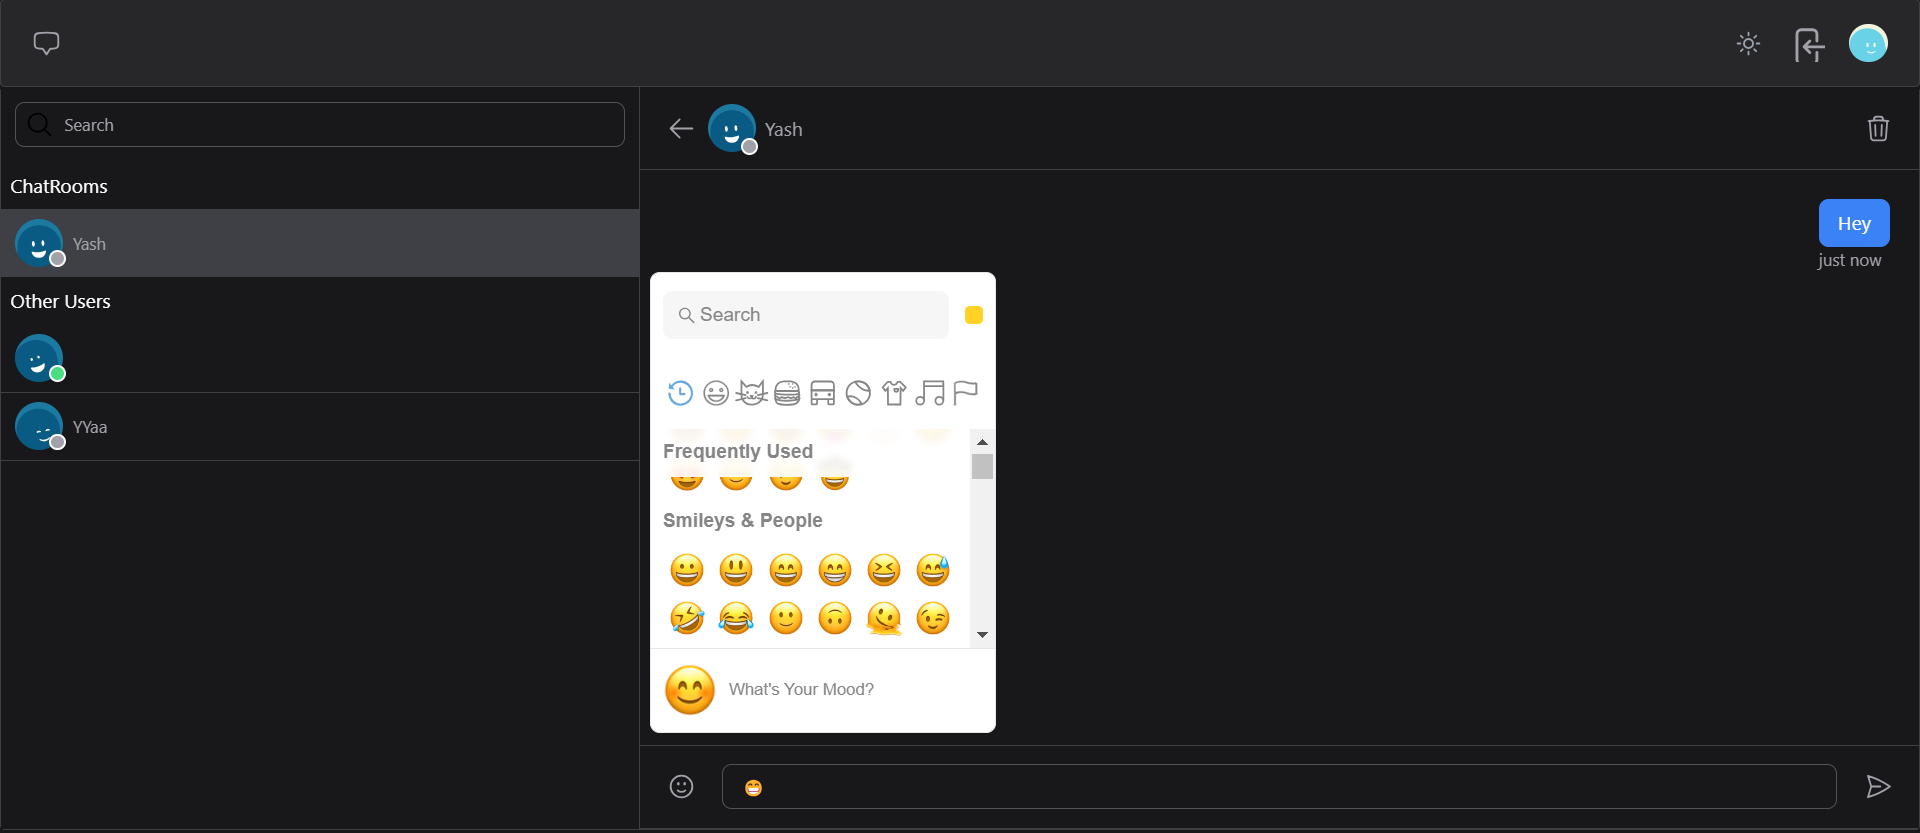 Search
ChatRooms
Yash
Other Users
YYaa
Yash
Hey
just now
Search
Frequently Used
Smileys & People
What's Your Mood?